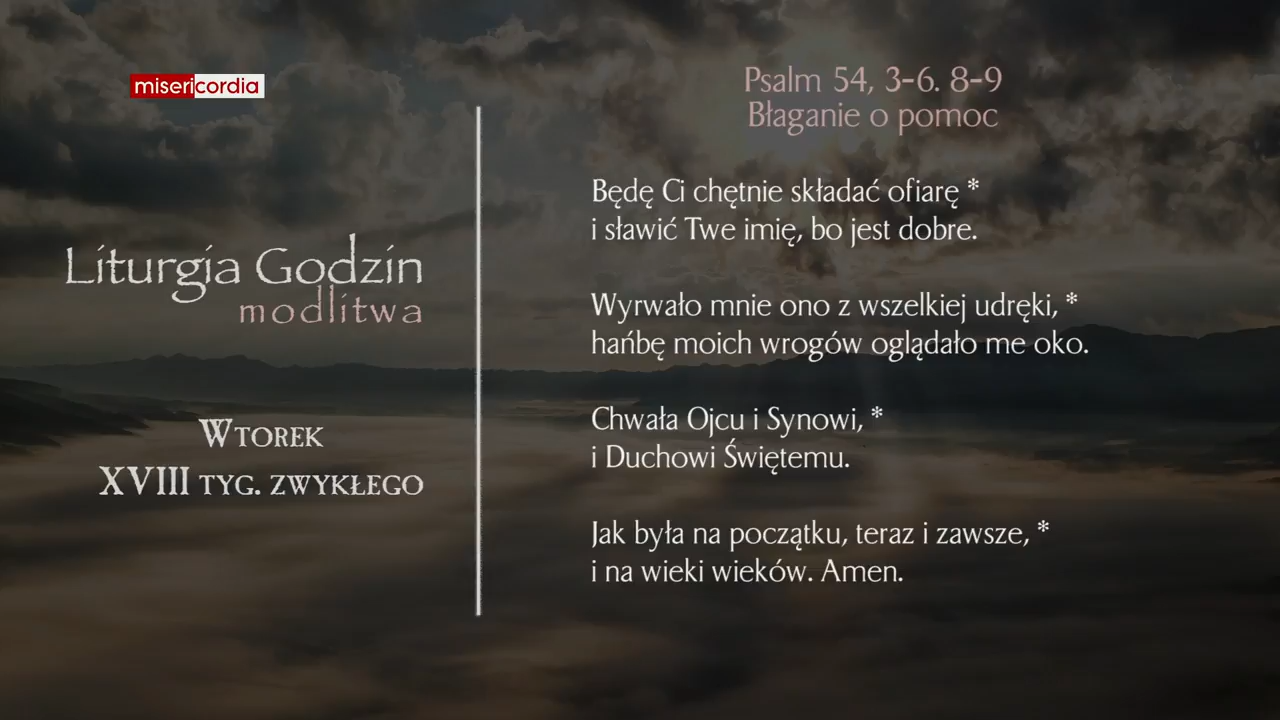 misericordia
Liturgia Godzin
modlitwa
Wtorek
XVIII tyg. zwykłego
Psalm 54, 3-6. 8-9
Błaganie o pomoc
Będę Ci chętnie składać ofiarę *
i sławić Twe imię, bo jest dobre.
Wyrwało mnie ono z wszelkiej udręki, *
hańbę moich wrogów oglądało me oko.
Chwała Ojcu i Synowi, *
i Duchowi Świętemu.
Jak była na początku, teraz i zawsze, *
i na wieki wieków. Amen.